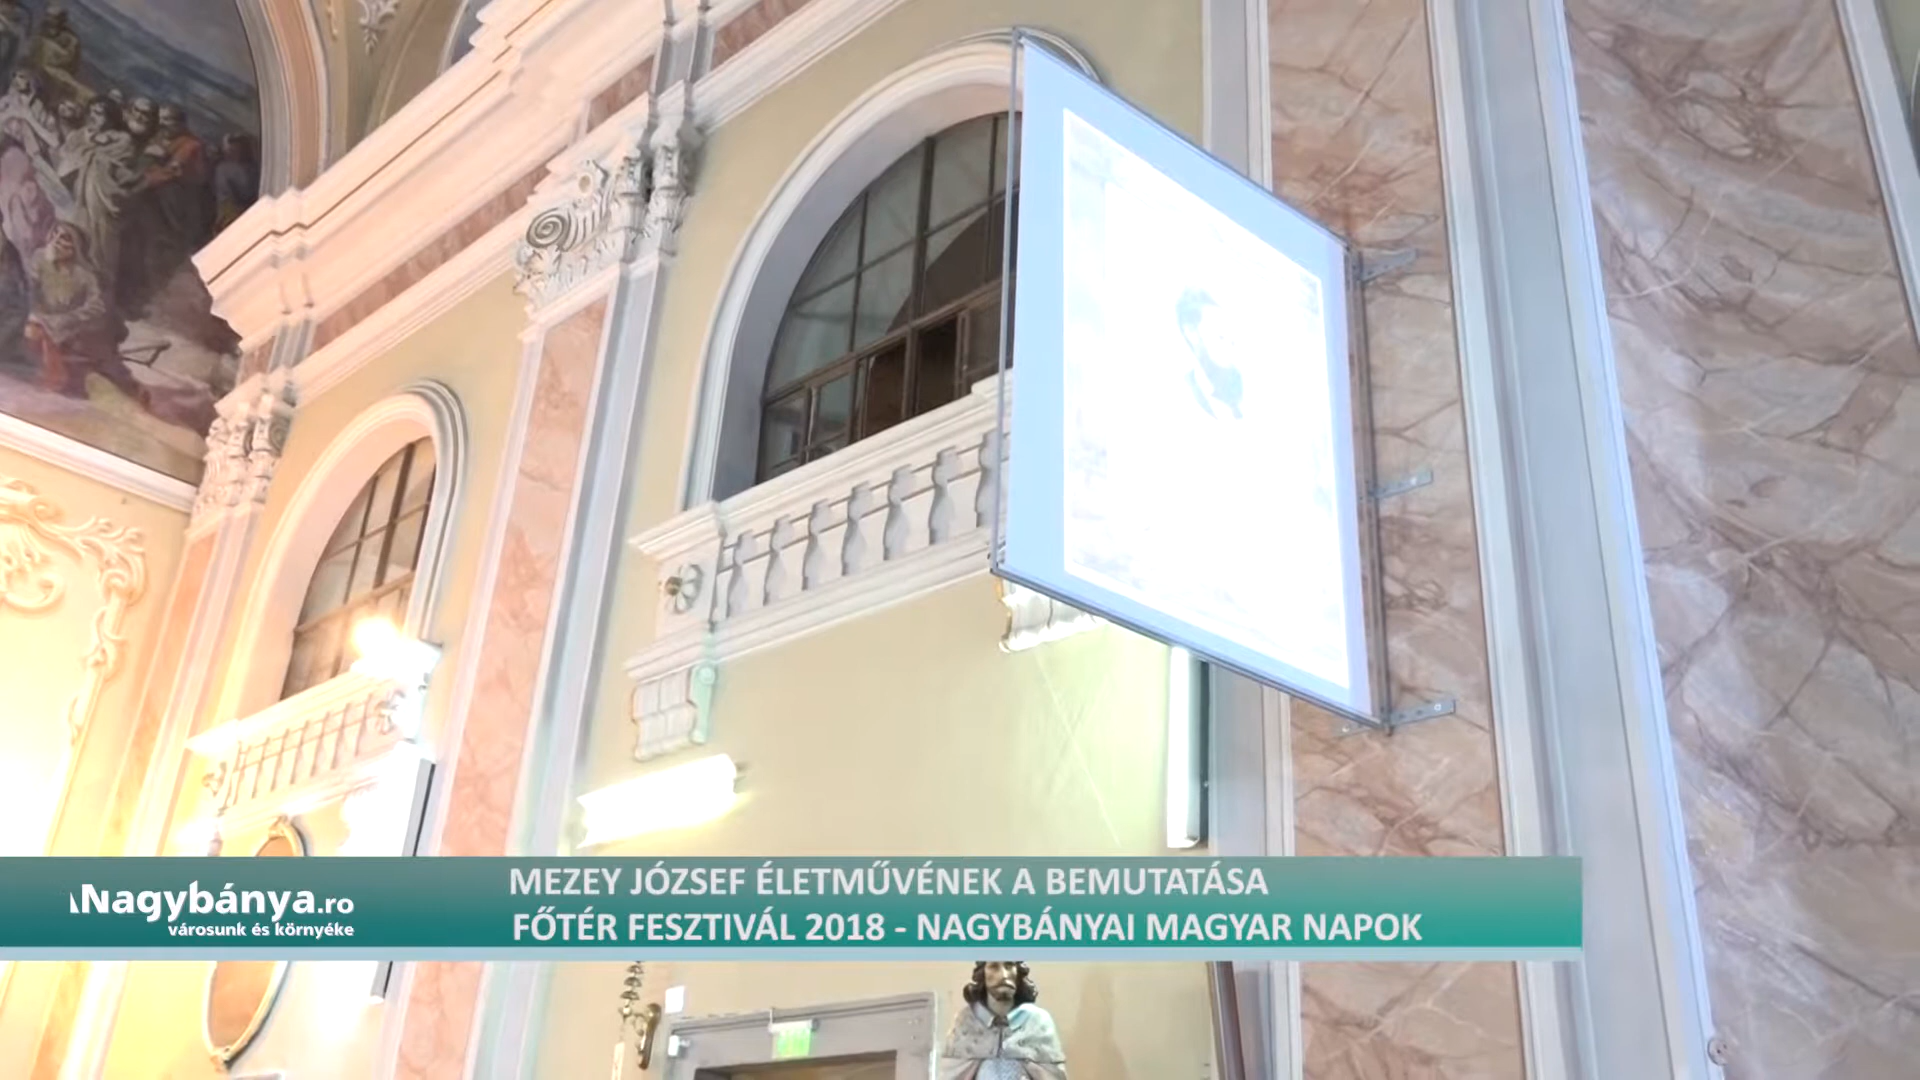 Nagybánya.ro
városunk és környéke
MEZEY JÓZSEF ÉLETMŰVÉNEK A BEMUTATÁSA
FŐTÉR FESZTIVÁL 2018 - NAGYBÁNYAI MAGYAR NAPOK